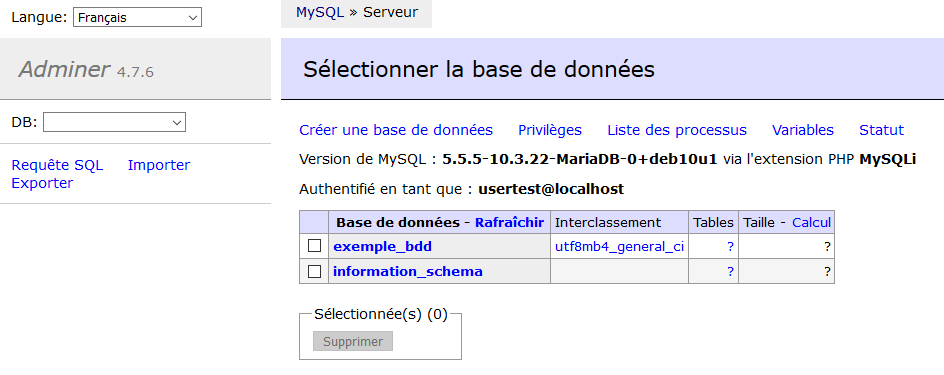 Langue: Français
MySQL » Serveur
Adminer 4.7.6
Sélectionner la base de données
DB:
Requête SQL Importer
Exporter
Créer une base de données Privilèges Liste des processus Variables Statut
Version de MySQL : 5.5.5-10.3.22-MariaDB-0+deb10u1 via l'extension PHP MySQLi
Authentifié en tant que : usertest@localhost
Base de données - Rafraîchir Interclassement Tables Taille - Calcul
exemple_bdd utf8mb4_general_ci ? ?
information_schema ? ?
Sélectionnée(s) (0)
Supprimer